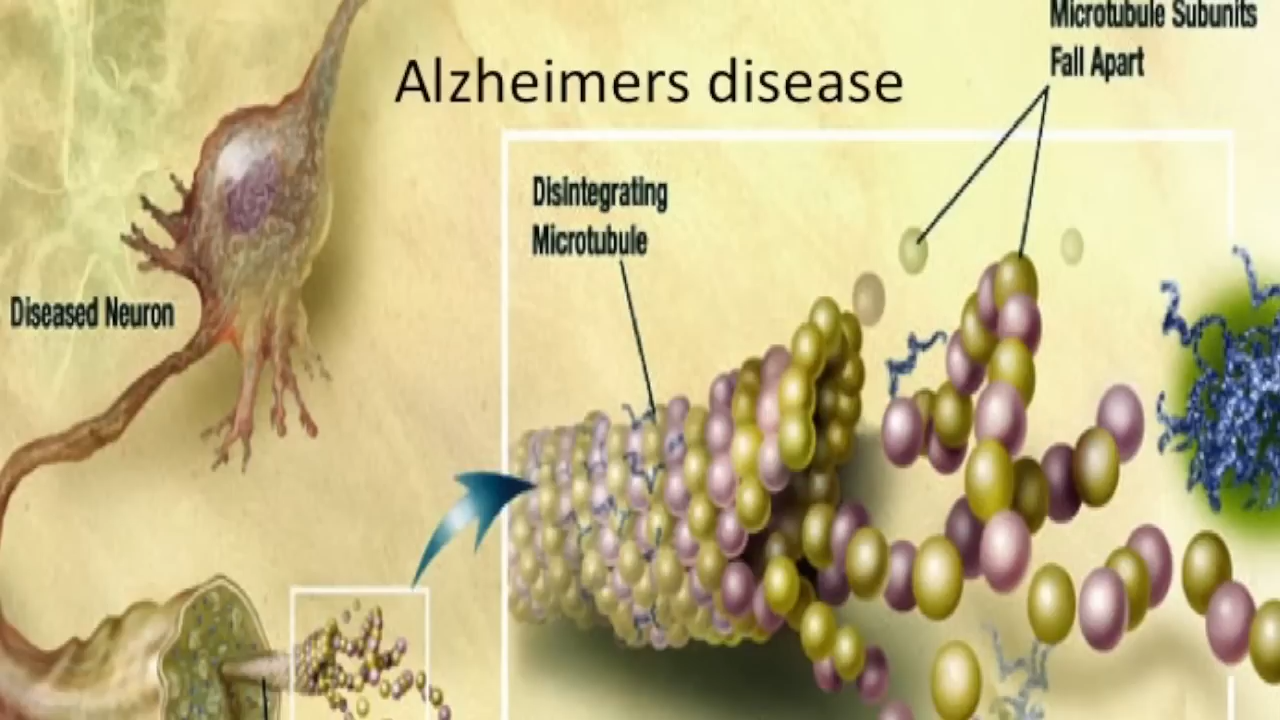 Microtubule Subunits
Fall Apart
Alzheimers disease
Disintegrating
Microtubule
Diseased Neuron